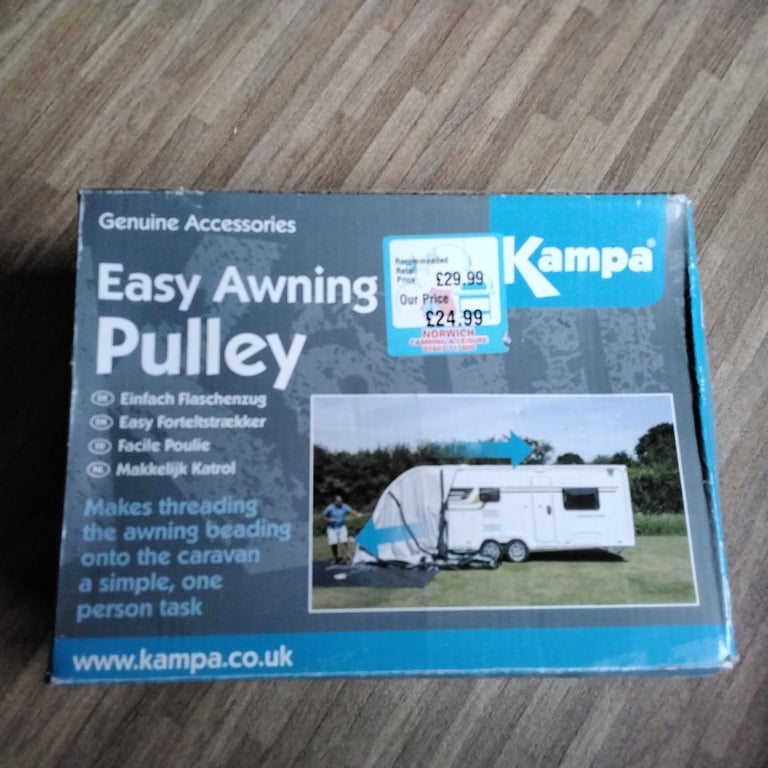 Genuine Accessories
Kampa®
Easy Awning
Pulley
Recommended
Retail
Price £29.99
Our Price
£24.99
NORWICH
CAMPING & LEISURE
DE Einfach Flaschenzug
DK Easy Forteltstrækker
Facile Poulie
Makkelijk Katrol
Makes threading
the awning beading
onto the caravan
a simple, one
person task
www.kampa.co.uk